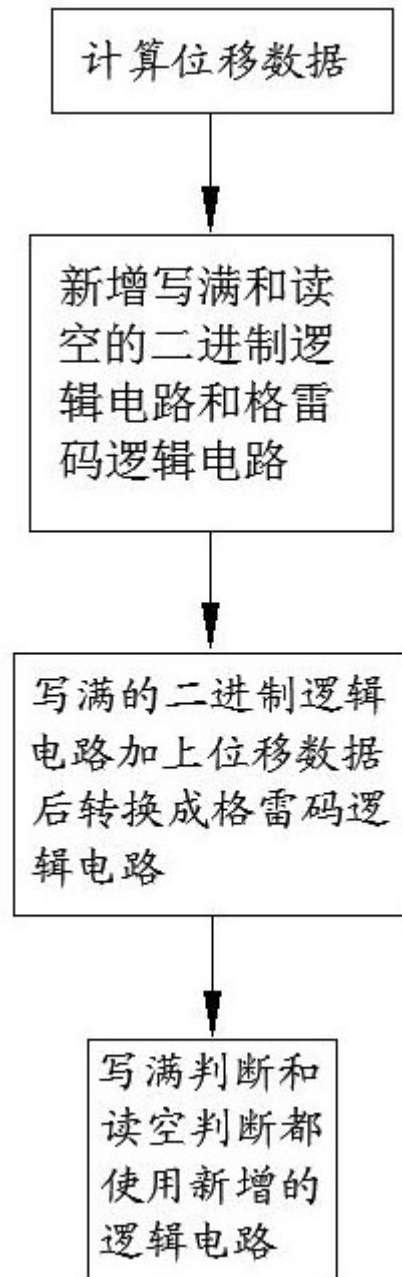 计算位移数据
新增写满和读
空的二进制逻
辑电路和格雷
码逻辑电路
写满的二进制逻辑
电路加上位移数据
后转换成格雷码逻
辑电路
写满判断和
读空判断都
使用新增的
逻辑电路